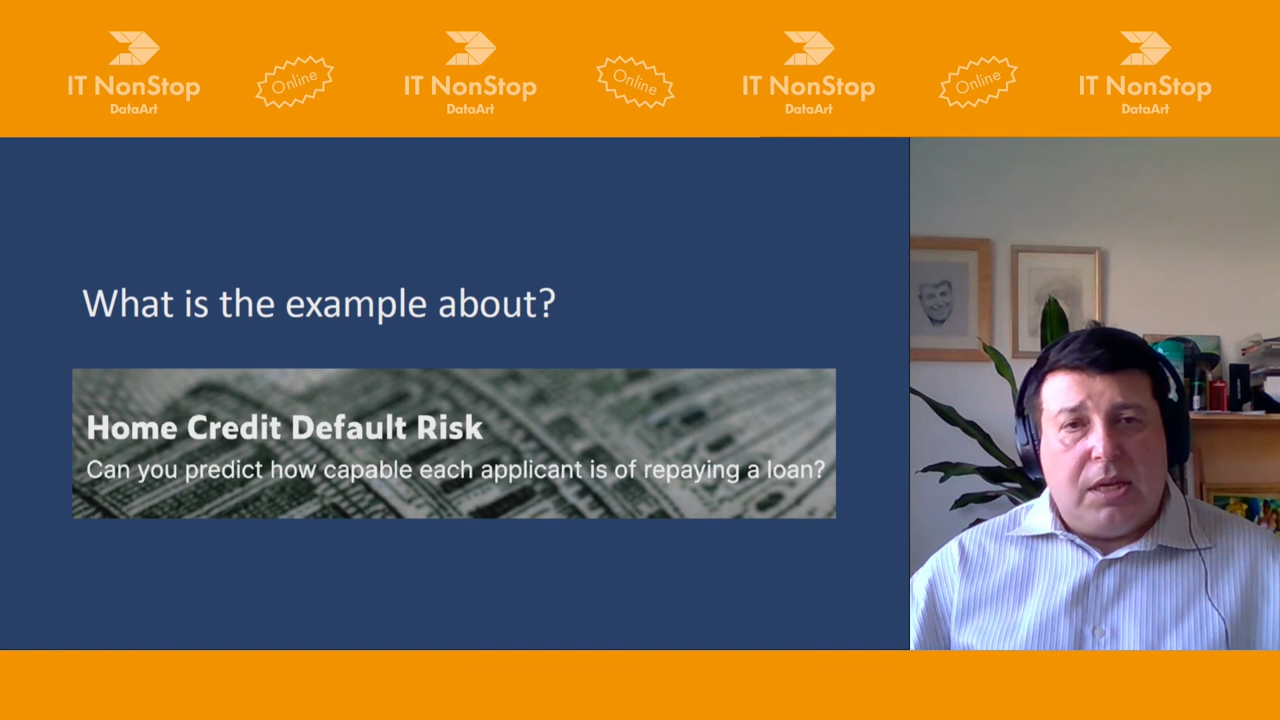 IT NonStop
DataArt
Online
IT NonStop
DataArt
Online
IT NonStop
DataArt
Online
IT NonStop
DataArt
What is the example about?
Home Credit Default Risk
Can you predict how capable each applicant is of repaying a loan?